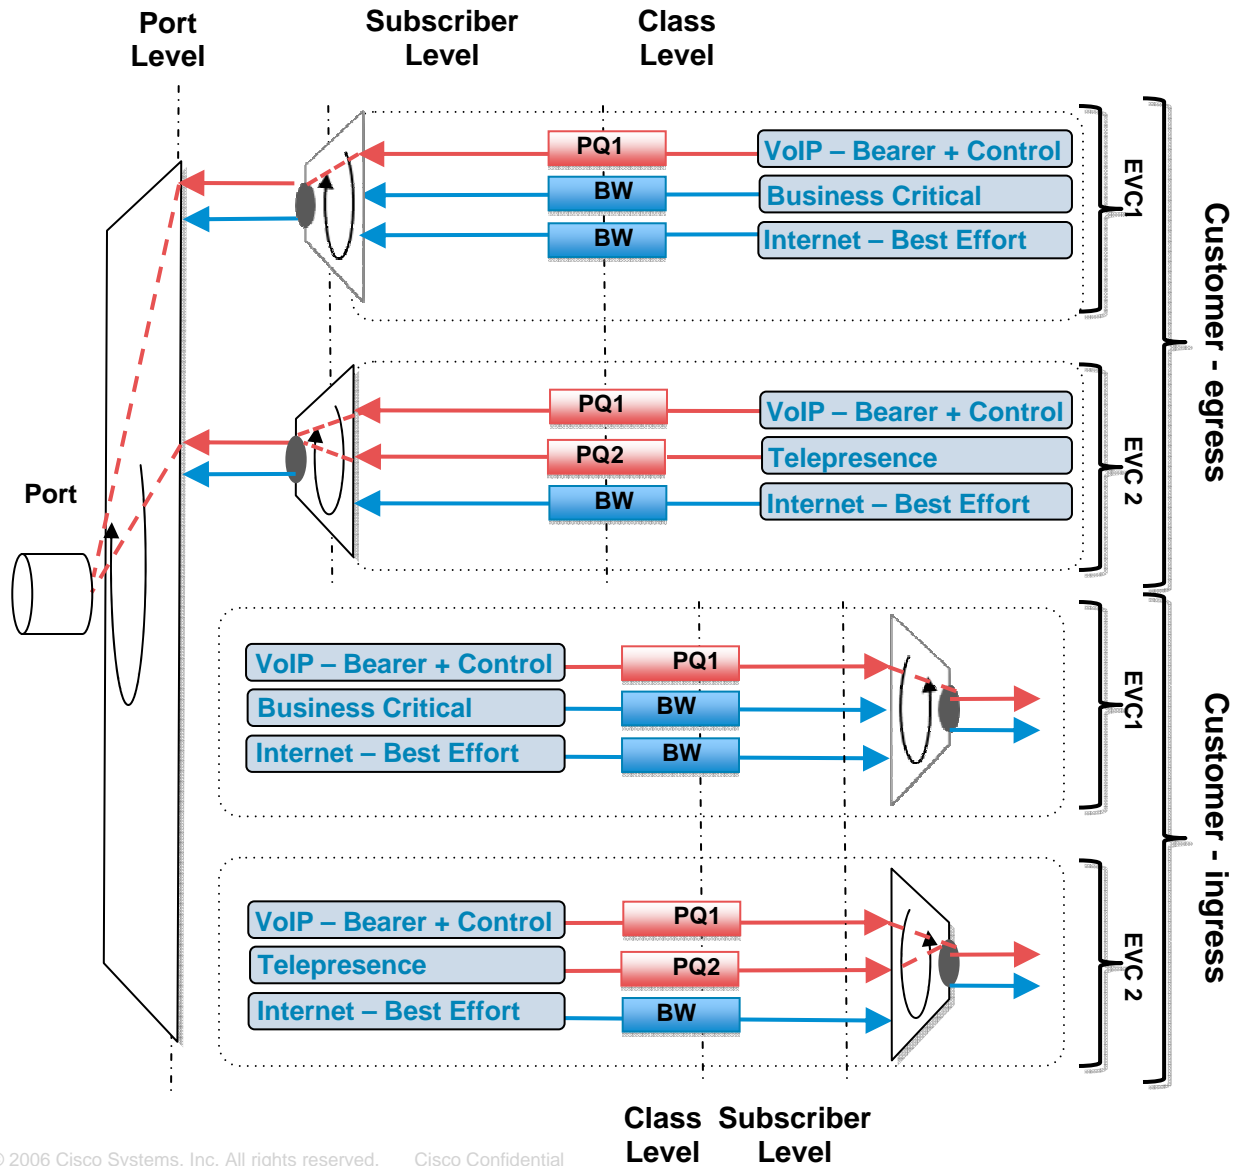 Port
Level
Subscriber
Level
Class
Level
PQ1
VoIP – Bearer + Control
BW
Business Critical
BW
Internet – Best Effort
EVC1
PQ1
VoIP – Bearer + Control
PQ2
Telepresence
BW
Internet – Best Effort
EVC 2
Customer - egress
Port
VoIP – Bearer + Control
PQ1
Business Critical
BW
Internet – Best Effort
BW
EVC1
VoIP – Bearer + Control
PQ1
Telepresence
PQ2
Internet – Best Effort
BW
EVC 2
Customer - ingress
Class
Level
Subscriber
Level
© 2006 Cisco Systems, Inc. All rights reserved. Cisco Confidential